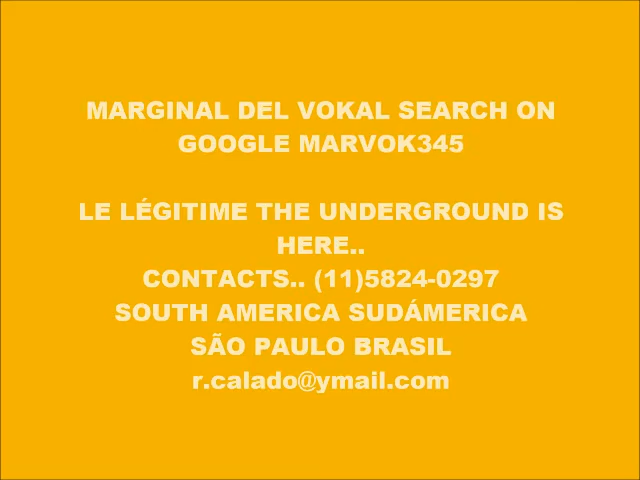 MARGINAL DEL VOKAL SEARCH ON
GOOGLE MARVOK345
LE LÉGITIME THE UNDERGROUND IS
HERE..
CONTACTS.. (11)5824-0297
SOUTH AMERICA SUDÁMERICA
SÃO PAULO BRASIL
r.calado@ymail.com